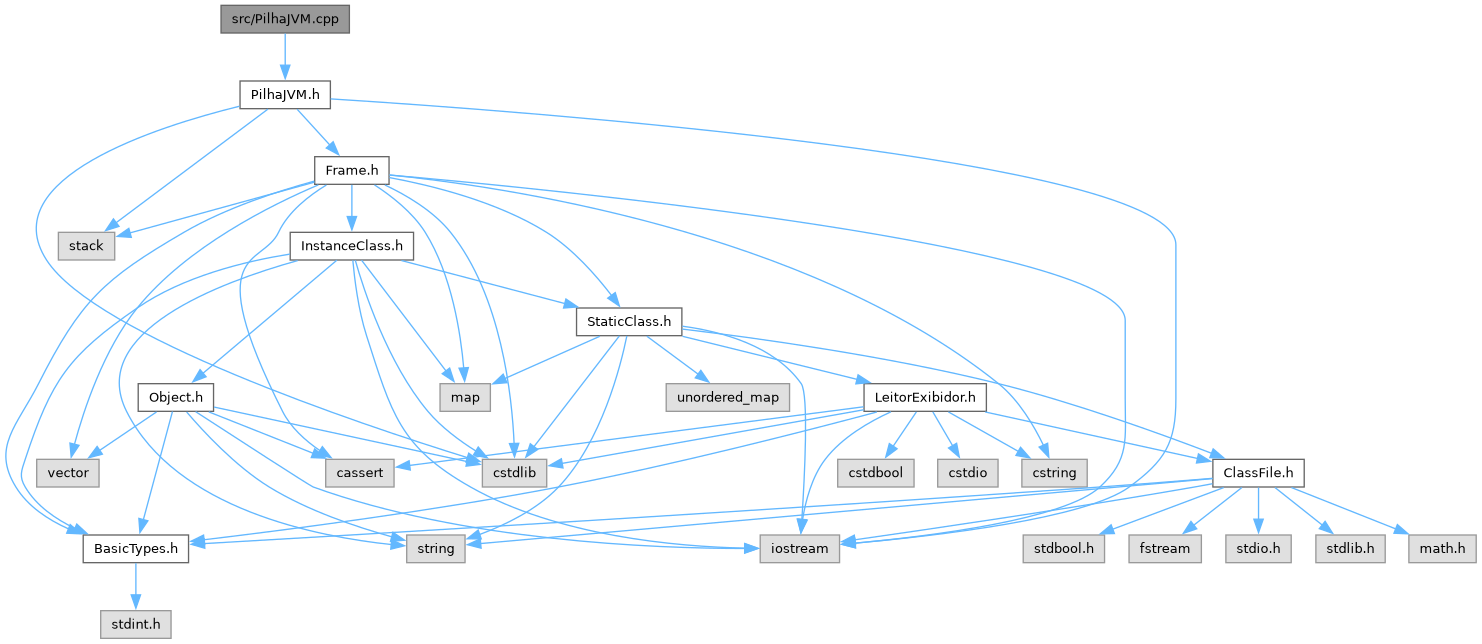 src/PilhaJVM.cpp
PilhaJVM.h
Frame.h
stack
InstanceClass.h
StaticClass.h
Object.h
map
unordered_map
LeitorExibidor.h
vector
cassert
cstdlib
cstdbool
cstdio
cstring
ClassFile.h
BasicTypes.h
string
iostream
stdbool.h
fstream
stdio.h
stdlib.h
math.h
stdint.h